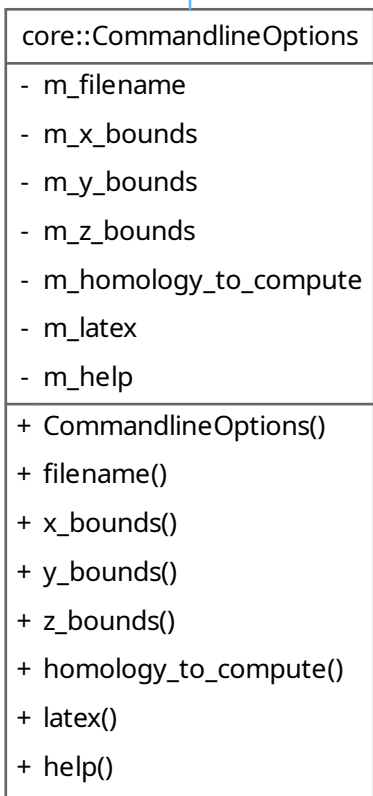 core::CommandlineOptions
- m_filename
- m_x_bounds
- m_y_bounds
- m_z_bounds
- m_homology_to_compute
- m_latex
- m_help
+ CommandlineOptions()
+ filename()
+ x_bounds()
+ y_bounds()
+ z_bounds()
+ homology_to_compute()
+ latex()
+ help()